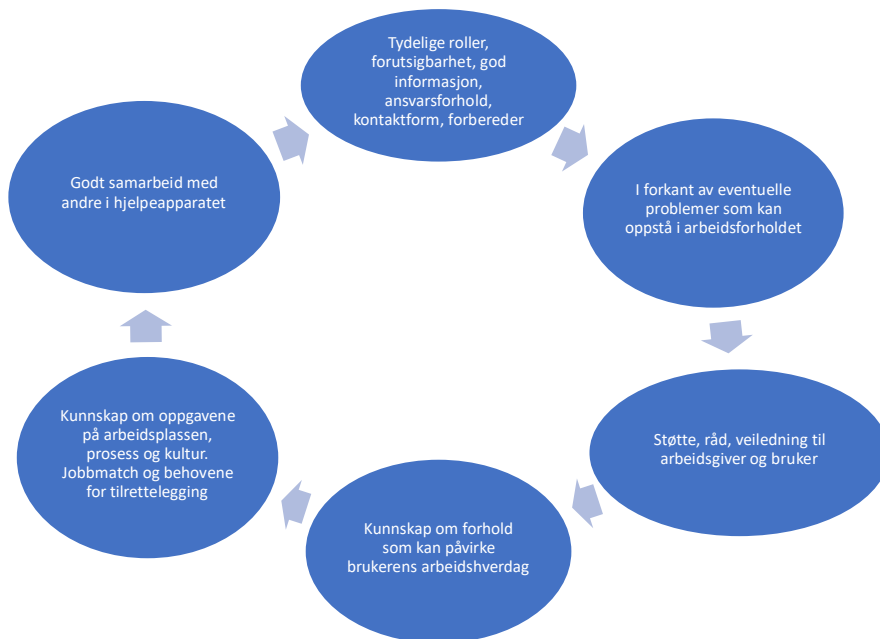 Tydelige roller,
forutsigbarhet, god
informasjon,
ansvarsforhold,
kontaktform, forbereder
I forkant av eventuelle
problemer som kan
oppstå i arbeidsforholdet
Støtte, råd, veiledning til
arbeidsgiver og bruker
Kunnskap om forhold
som kan påvirke
brukerens arbeidshverdag
Kunnskap om oppgavene
på arbeidsplassen,
prosess og kultur.
Jobbmatch og behovene
for tilrettelegging
Godt samarbeid med
andre i hjelpeapparatet